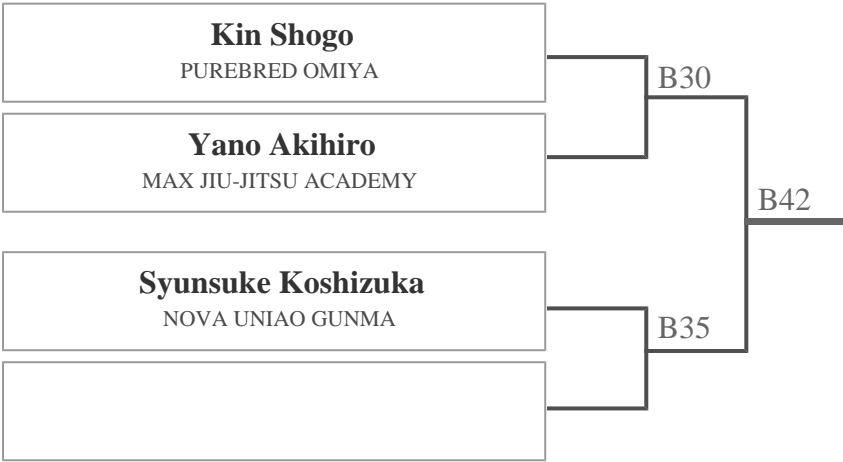 Kin Shogo
PUREBRED OMIYA
B30
Yano Akihiro
MAX JIU-JITSU ACADEMY
B42
Syunsuke Koshizuka
NOVA UNIAO GUNMA
B35